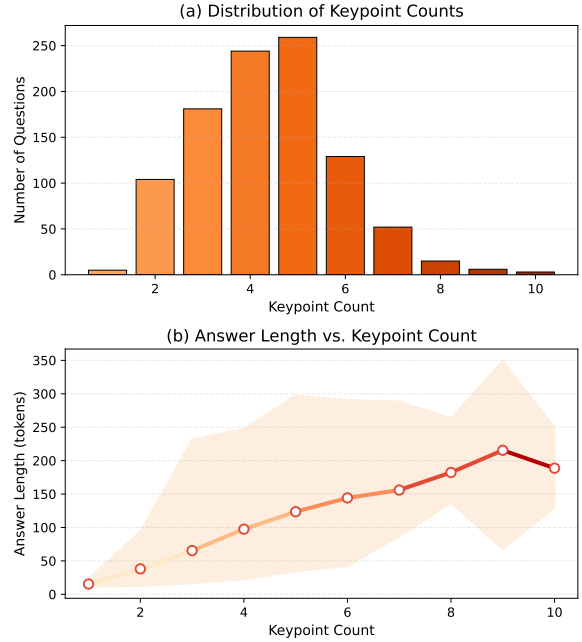 (a) Distribution of Keypoint Counts
250
200
150
100
50
0
Number of Questions
2 4 6 8 10
Keypoint Count
(b) Answer Length vs. Keypoint Count
350
300
250
200
150
100
50
0
Answer Length (tokens)
2 4 6 8 10
Keypoint Count